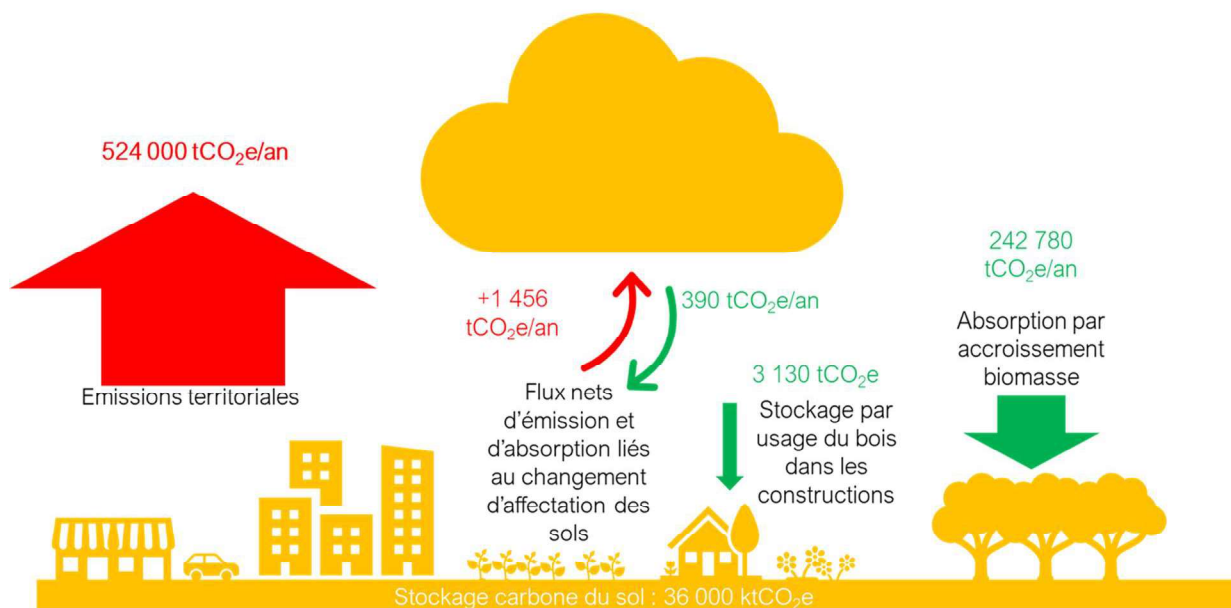 524 000 tCO₂e/an
Emissions territoriales
+1 456
tCO₂e/an
390 tCO₂e/an
Flux nets
d'émission et
d'absorption liés
au changement
d'affectation des
sols
3 130 tCO₂e
Stockage par
usage du bois
dans les
constructions
242 780
tCO₂e/an
Absorption par
accroissement
biomasse
Stockage carbone du sol : 36 000 ktCO₂e